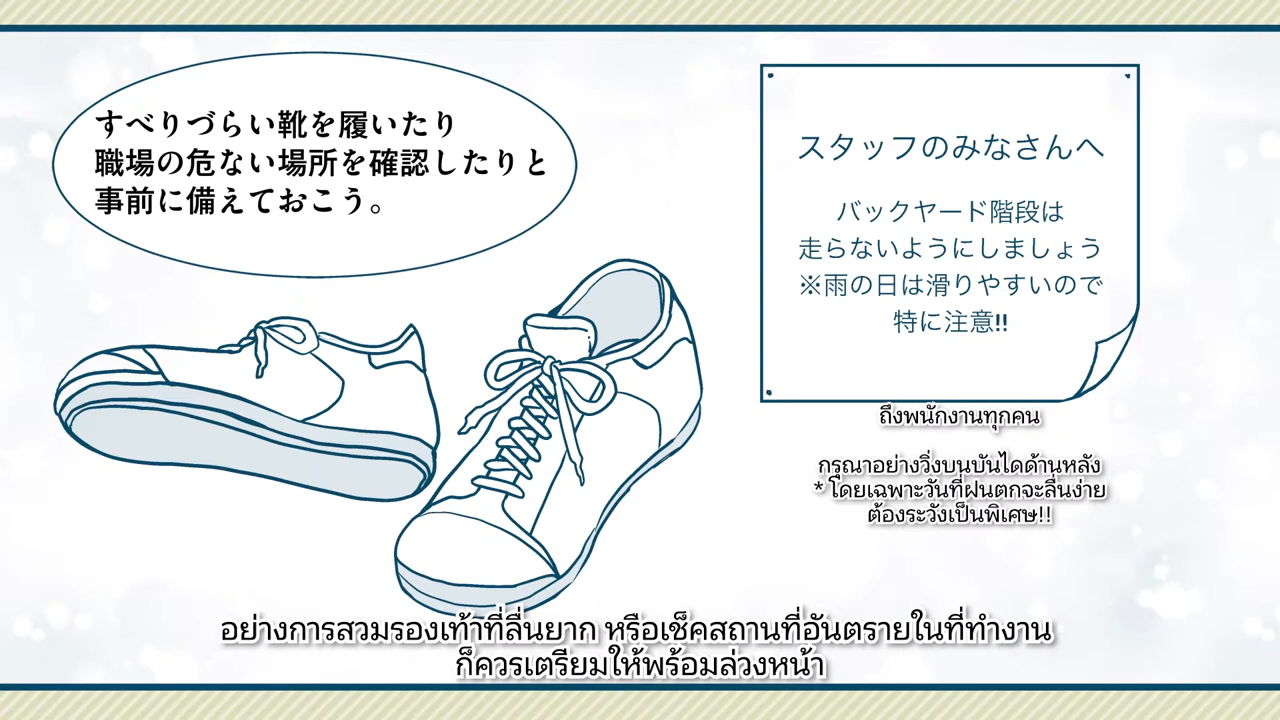 すべりづらい靴を履いたり
職場の危ない場所を確認したりと
事前に備えておこう。
スタッフのみなさんへ
バックヤード階段は
走らないようにしましょう
※雨の日は滑りやすいので
特に注意!!
ถึงพนักงานทุกคน
กรุณาอย่างวิ่งบนบันไดด้านหลัง
* โดยเฉพาะวันที่ฝนตกจะลื่นง่าย
ต้องระวังเป็นพิเศษ!!
อย่างการสวมรองเท้าที่ลื่นยาก หรือเช็คสถานที่อันตรายในที่ทำงาน
ก็ควรเตรียมให้พร้อมล่วงหน้า